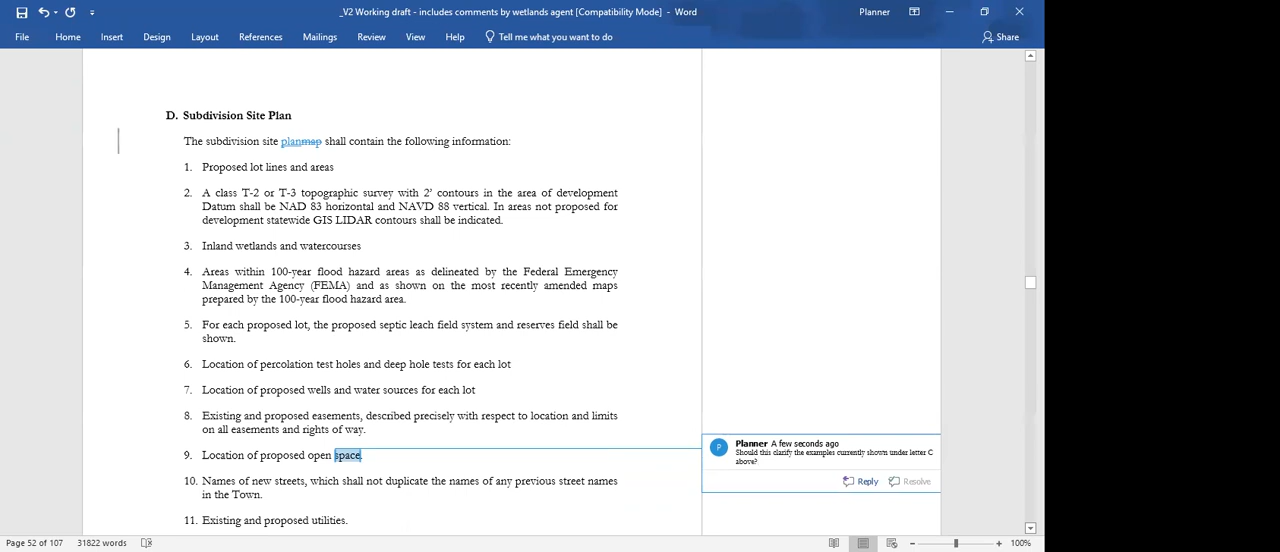 _V2 Working draft - includes comments by wetlands agent [Compatibility Mode] - Word
Planner
File Home Insert Design Layout References Mailings Review View Help Tell me what you want to do
Share
D. Subdivision Site Plan
The subdivision site planmap shall contain the following information:
1. Proposed lot lines and areas
2. A class T-2 or T-3 topographic survey with 2' contours in the area of development
Datum shall be NAD 83 horizontal and NAVD 88 vertical. In areas not proposed for
development statewide GIS LIDAR contours shall be indicated.
3. Inland wetlands and watercourses
4. Areas within 100-year flood hazard areas as delineated by the Federal Emergency
Management Agency (FEMA) and as shown on the most recently amended maps
prepared by the 100-year flood hazard area.
5. For each proposed lot, the proposed septic leach field system and reserves field shall be
shown.
6. Location of percolation test holes and deep hole tests for each lot
7. Location of proposed wells and water sources for each lot
8. Existing and proposed easements, described precisely with respect to location and limits
on all easements and rights of way.
9. Location of proposed open space.
10. Names of new streets, which shall not duplicate the names of any previous street names
in the Town.
11. Existing and proposed utilities.
P
Planner A few seconds ago
Should this clarify the examples currently shown under letter C
above?
Reply Resolve
Page 52 of 107 31822 words
100%